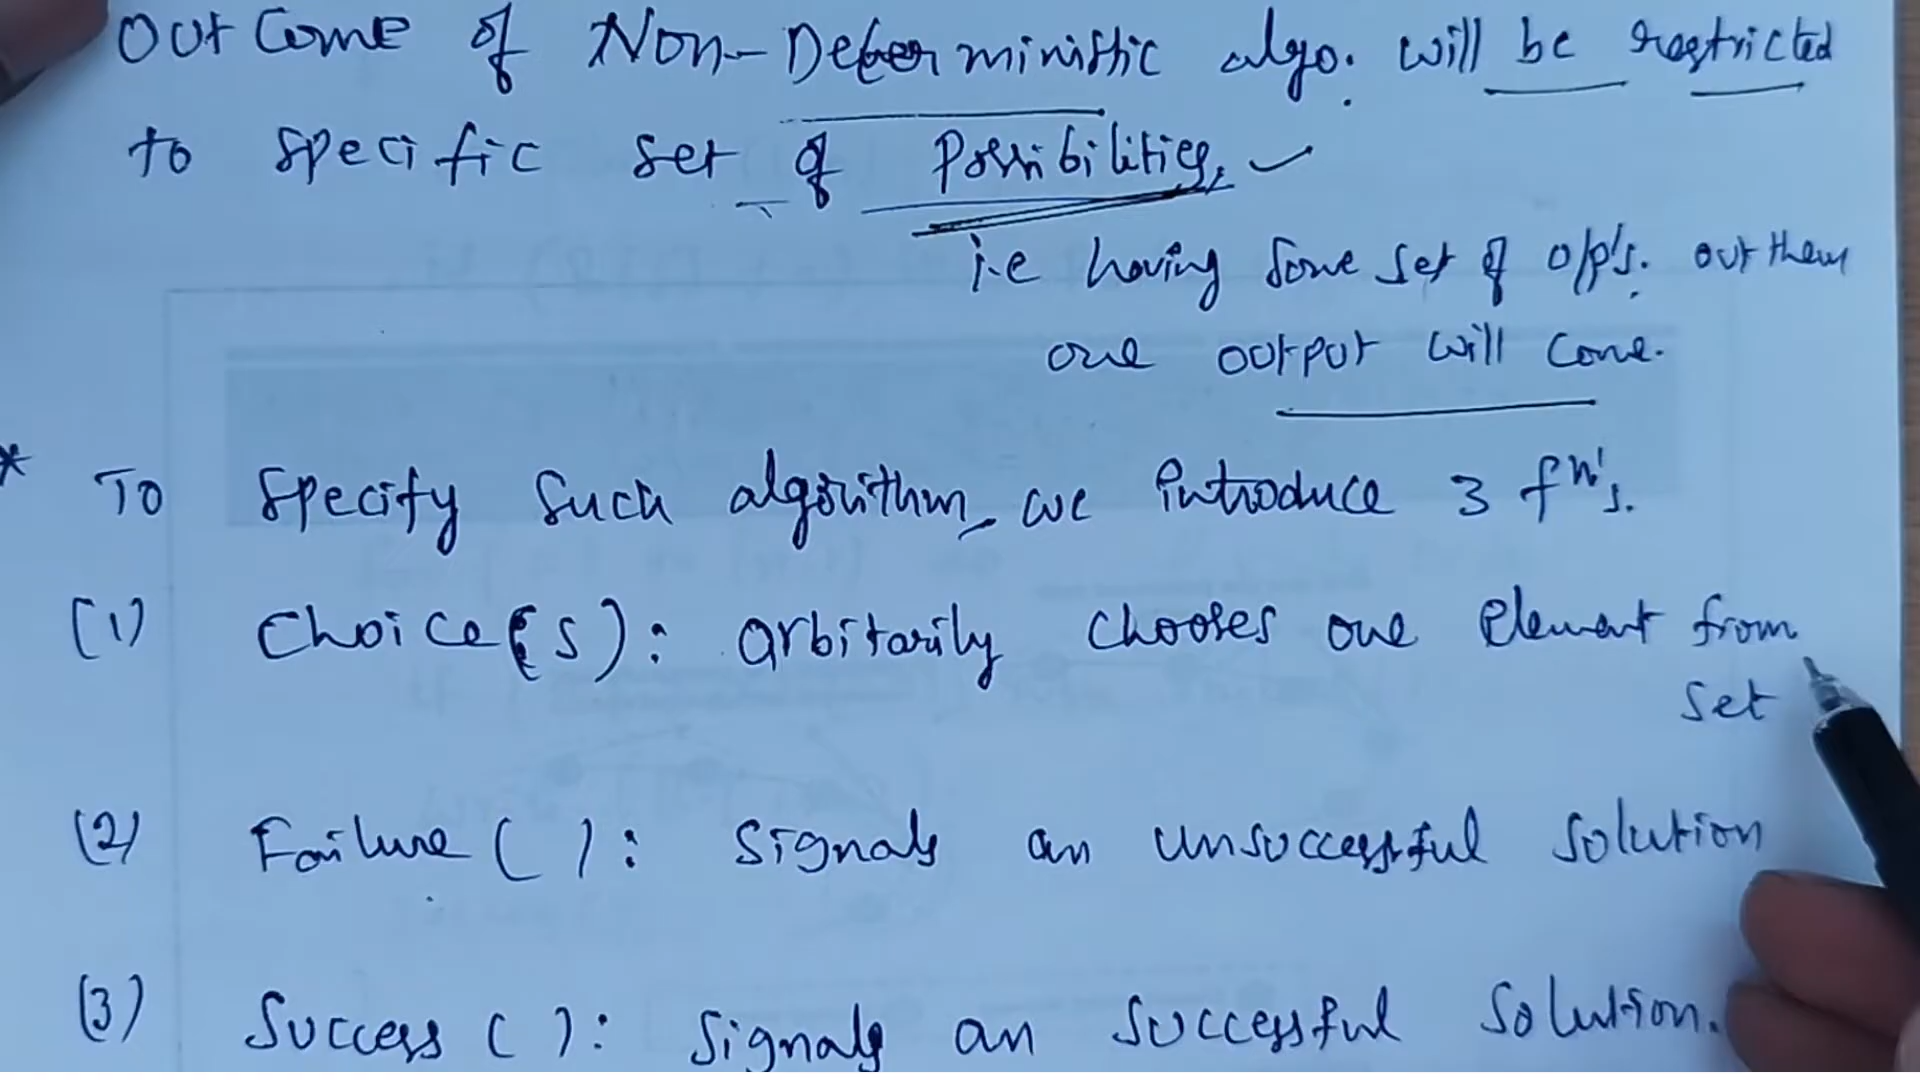 Outcome of Non-Deterministic algo. will be restricted
to specific set of Possibilities,
i.e having some set of o/p's. out them
one output will come.
* To specify such algorithm, we introduce 3 fn's.
(1) Choice(s): arbitarily chooses one element from
set
(2) Failure ( ): Signals an unsuccessful solution
(3) Success ( ): Signals an successful solution.